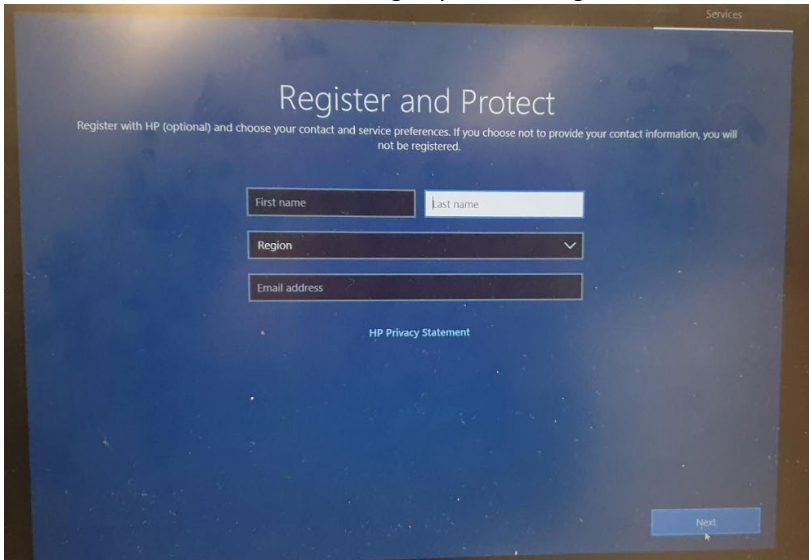 Services
Register and Protect
Register with HP (optional) and choose your contact and service preferences. If you choose not to provide your contact information, you will
not be registered.
First name
Last name
Region
Email address
HP Privacy Statement
Next